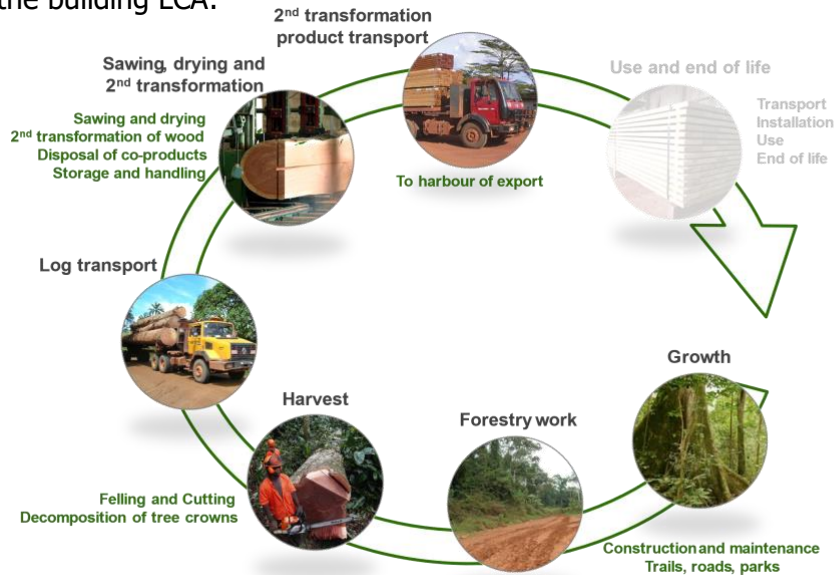 the building LCA.
2nd transformation
product transport
Sawing, drying and
2nd transformation
Use and end of life
Sawing and drying
2nd transformation of wood
Disposal of co-products
Storage and handling
Transport
Installation
Use
End of life
To harbour of export
Log transport
Growth
Harvest
Forestry work
Felling and Cutting
Decomposition of tree crowns
Construction and maintenance
Trails, roads, parks